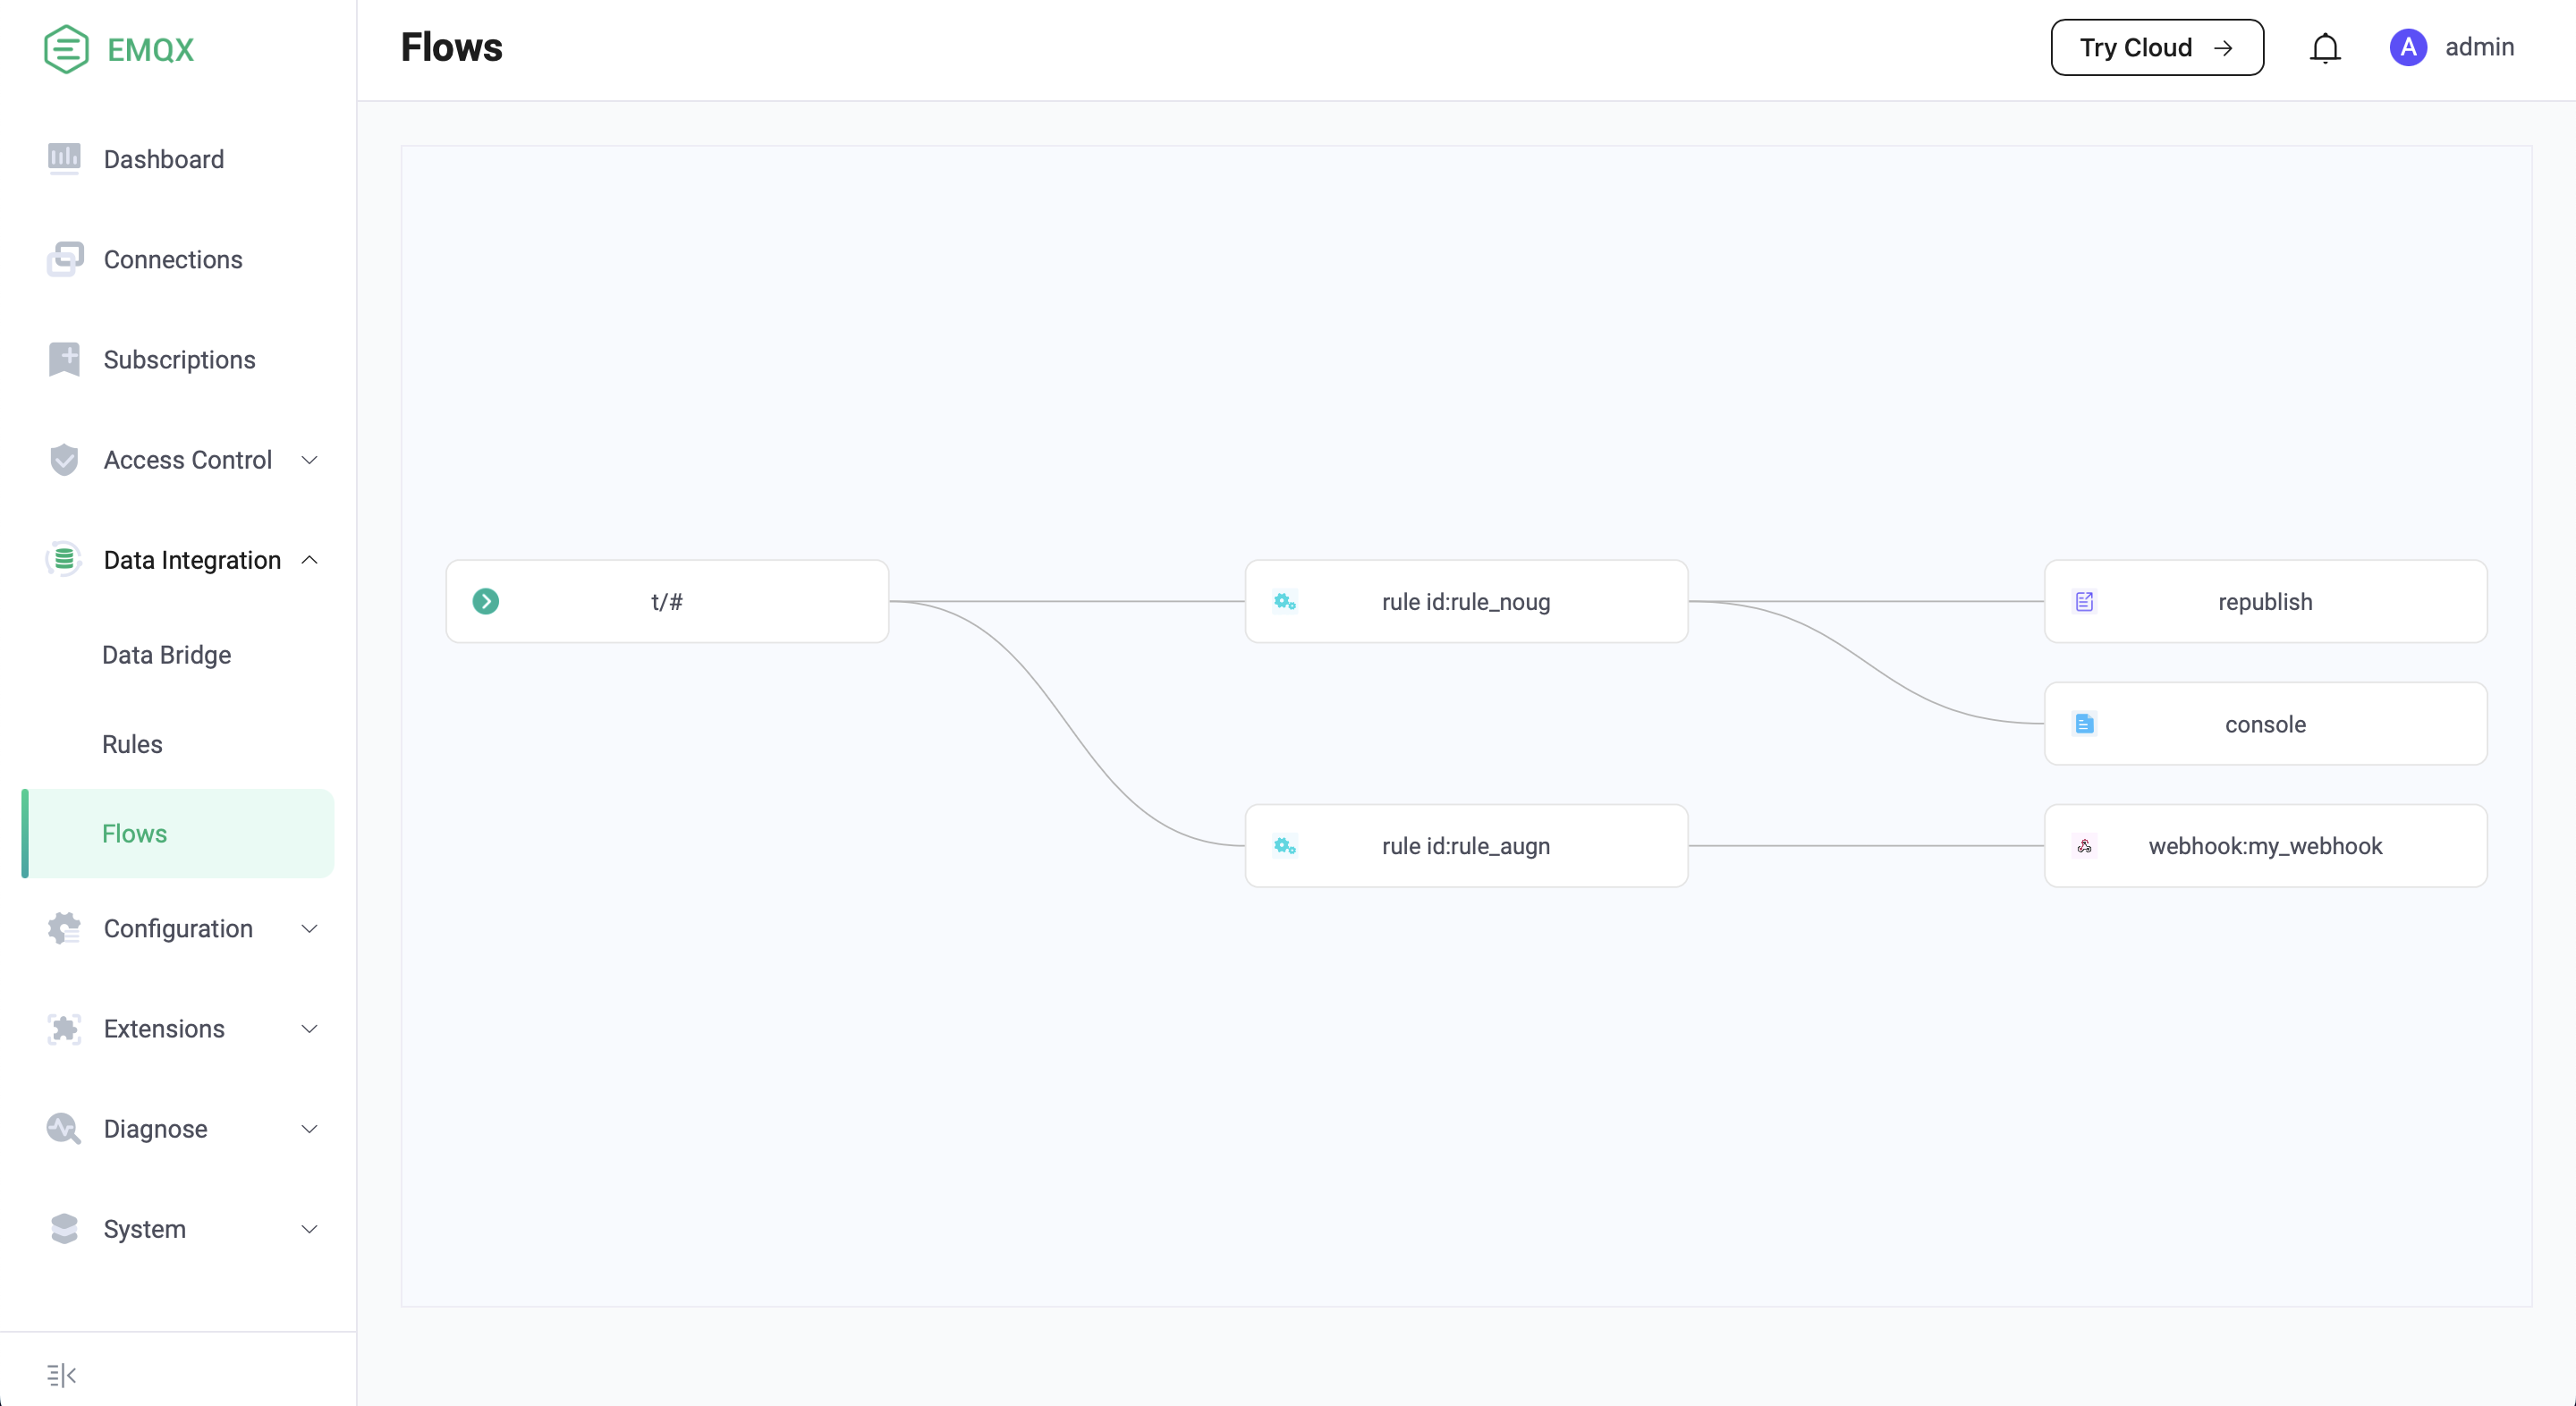 EMQX
Dashboard
Connections
Subscriptions
Access Control
Data Integration
Data Bridge
Rules
Flows
Configuration
Extensions
Diagnose
System
Flows
Try Cloud →
A admin
t/#
rule id:rule_noug
republish
console
rule id:rule_augn
webhook:my_webhook